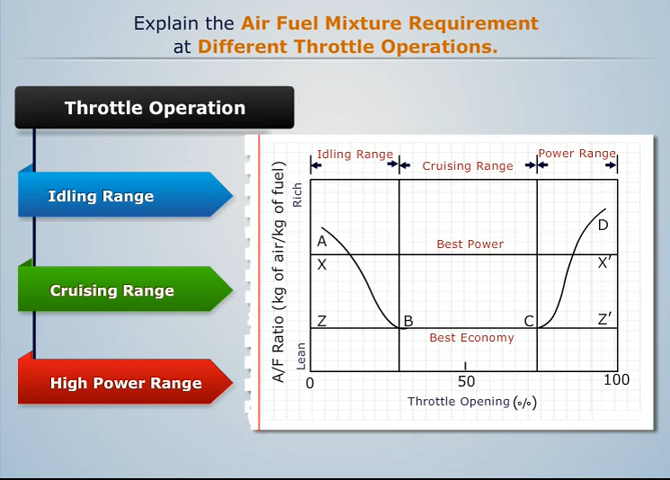 Explain the Air Fuel Mixture Requirement
at Different Throttle Operations.
Throttle Operation
Idling Range
Cruising Range
High Power Range
Idling Range
Cruising Range
Power Range
A/F Ratio (kg of air/kg of fuel)
Rich
Lean
A
D
Best Power
X
X′
Z
B
C
Z′
Best Economy
0
50
100
Throttle Opening (%)